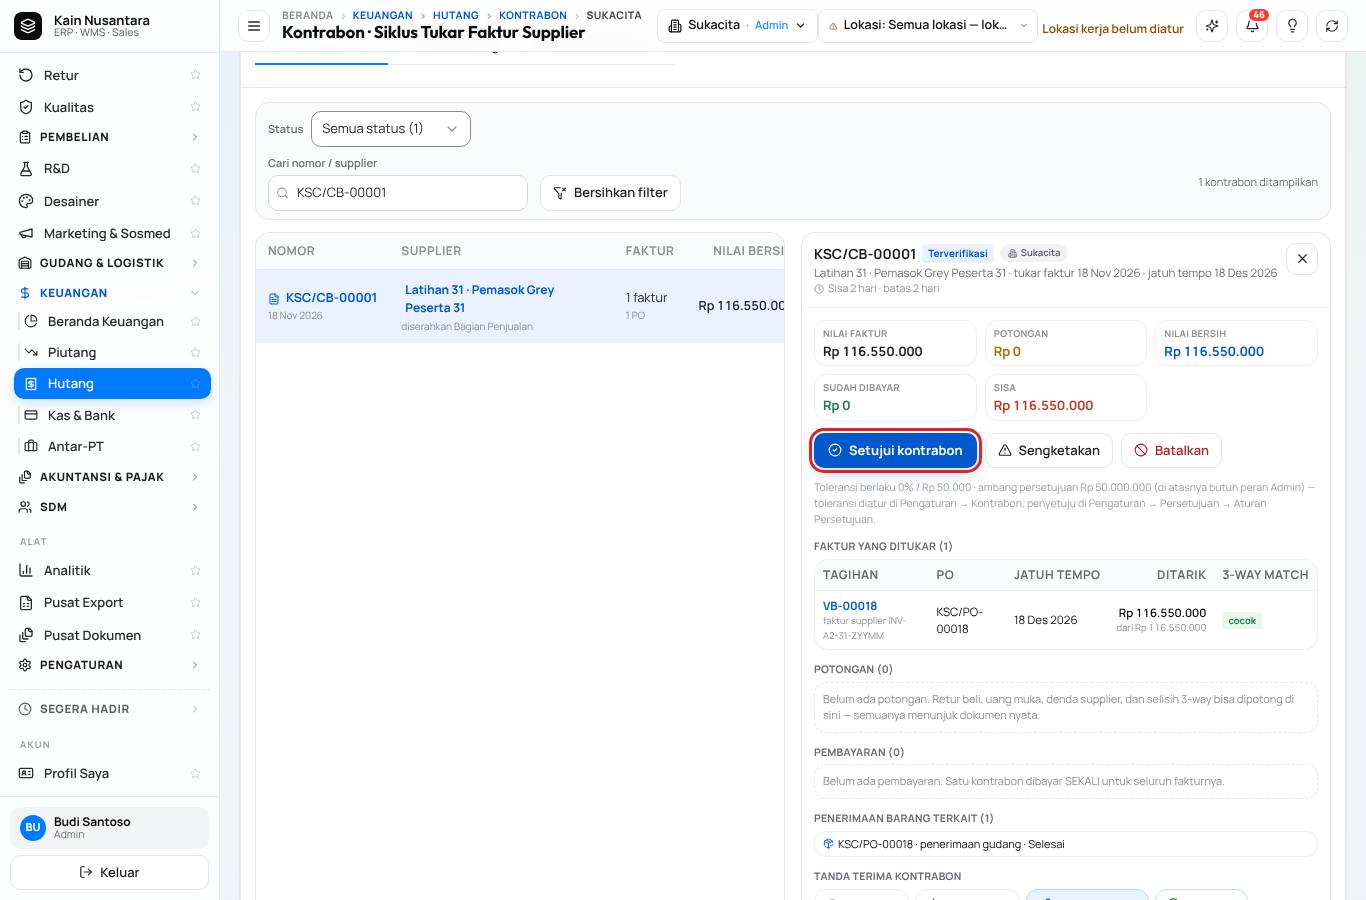 Kain Nusantara
ERP · WMS · Sales
Retur
Kualitas
PEMBELIAN
R&D
Desainer
Marketing & Sosmed
GUDANG & LOGISTIK
KEUANGAN
Beranda Keuangan
Piutang
Hutang
Kas & Bank
Antar-PT
AKUNTANSI & PAJAK
SDM
ALAT
Analitik
Pusat Export
Pusat Dokumen
PENGATURAN
SEGERA HADIR
AKUN
Profil Saya
BU
Budi Santoso
Admin
Keluar
BERANDA > KEUANGAN > HUTANG > KONTRABON > SUKACITA
Kontrabon · Siklus Tukar Faktur Supplier
Sukacita · Admin
Lokasi: Semua lokasi — lok...
Lokasi kerja belum diatur
46
Status
Semua status (1)
Cari nomor / supplier
KSC/CB-00001
Bersihkan filter
1 kontrabon ditampilkan
NOMOR SUPPLIER FAKTUR NILAI BERSI
KSC/CB-00001
18 Nov 2026
Latihan 31 · Pemasok Grey
Peserta 31
diserahkan Bagian Penjualan
1 faktur
1 PO
Rp 116.550.00
KSC/CB-00001 Terverifikasi Sukacita
Latihan 31 · Pemasok Grey Peserta 31 · tukar faktur 18 Nov 2026 · jatuh tempo 18 Des 2026
Sisa 2 hari · batas 2 hari
NILAI FAKTUR
Rp 116.550.000
POTONGAN
Rp 0
NILAI BERSIH
Rp 116.550.000
SUDAH DIBAYAR
Rp 0
SISA
Rp 116.550.000
Setujui kontrabon
Sengketakan
Batalkan
Toleransi berlaku 0% / Rp 50.000 · ambang persetujuan Rp 50.000.000 (di atasnya butuh peran Admin) —
toleransi diatur di Pengaturan → Kontrabon, penyetuju di Pengaturan → Persetujuan → Aturan
Persetujuan.
FAKTUR YANG DITUKAR (1)
TAGIHAN PO JATUH TEMPO DITARIK 3-WAY MATCH
VB-00018
faktur supplier INV-
A2-31-ZYYMM
KSC/PO-
00018
18 Des 2026
Rp 116.550.000
dari Rp 116.550.000
cocok
POTONGAN (0)
Belum ada potongan. Retur beli, uang muka, denda supplier, dan selisih 3-way bisa dipotong di
sini — semuanya menunjuk dokumen nyata.
PEMBAYARAN (0)
Belum ada pembayaran. Satu kontrabon dibayar SEKALI untuk seluruh fakturnya.
PENERIMAAN BARANG TERKAIT (1)
KSC/PO-00018 · penerimaan gudang · Selesai
TANDA TERIMA KONTRABON